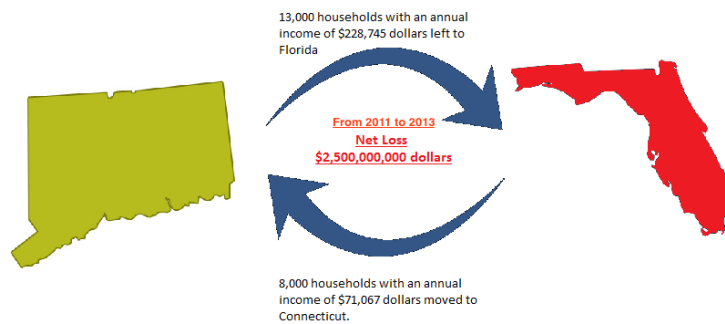 13,000 households with an annual
income of $228,745 dollars left to
Florida
From 2011 to 2013
Net Loss
$2,500,000,000 dollars
8,000 households with an annual
income of $71,067 dollars moved to
Connecticut.